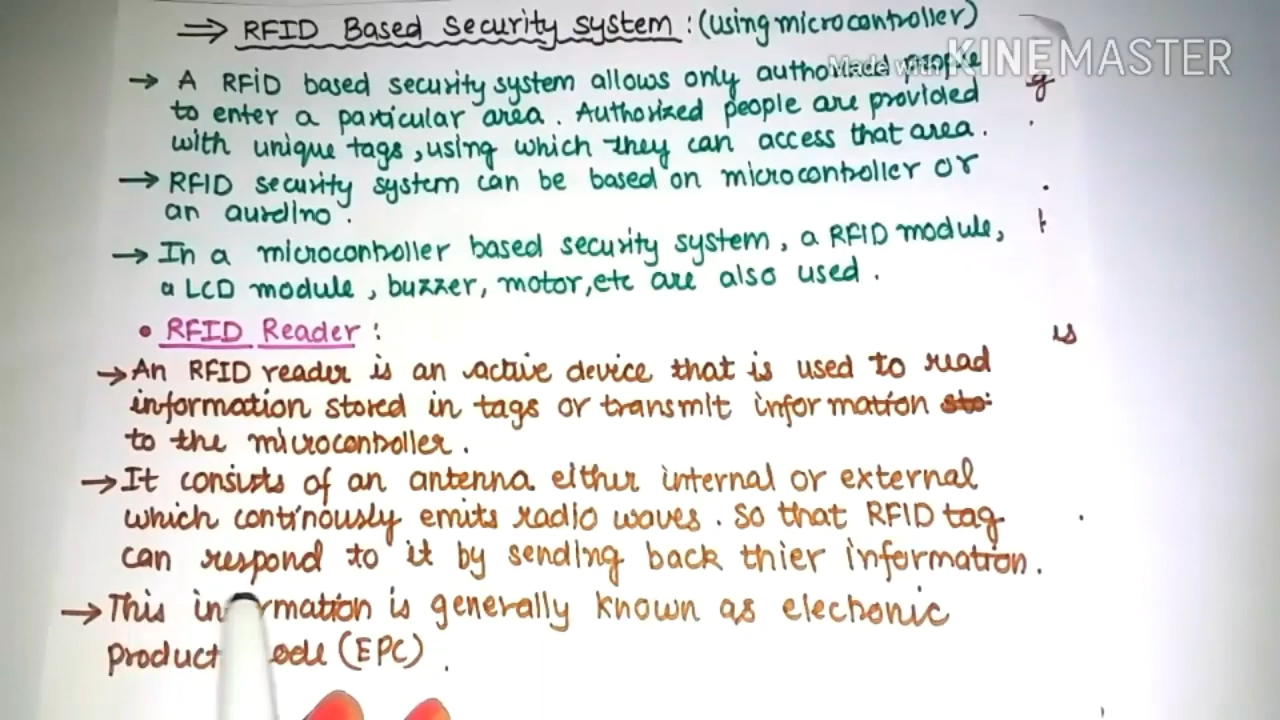 ⇒ RFID Based Security System : (using microcontroller)
Made with KINEMASTER
→ A RFID based security system allows only authorized people
to enter a particular area. Authorized people are provided
with unique tags, using which they can access that area.
→ RFID security system can be based on microcontroller or
an aurdino.
→ In a microcontroller based security system, a RFID module,
a LCD module, buzzer, motor, etc are also used.
• RFID Reader :
is
→ An RFID reader is an active device that is used to read
information stored in tags or transmit information
to the microcontroller.
→ It consists of an antenna either internal or external
which continously emits radio waves. So that RFID tag
can respond to it by sending back thier information.
→ This is generally known as electronic
product (EPC)